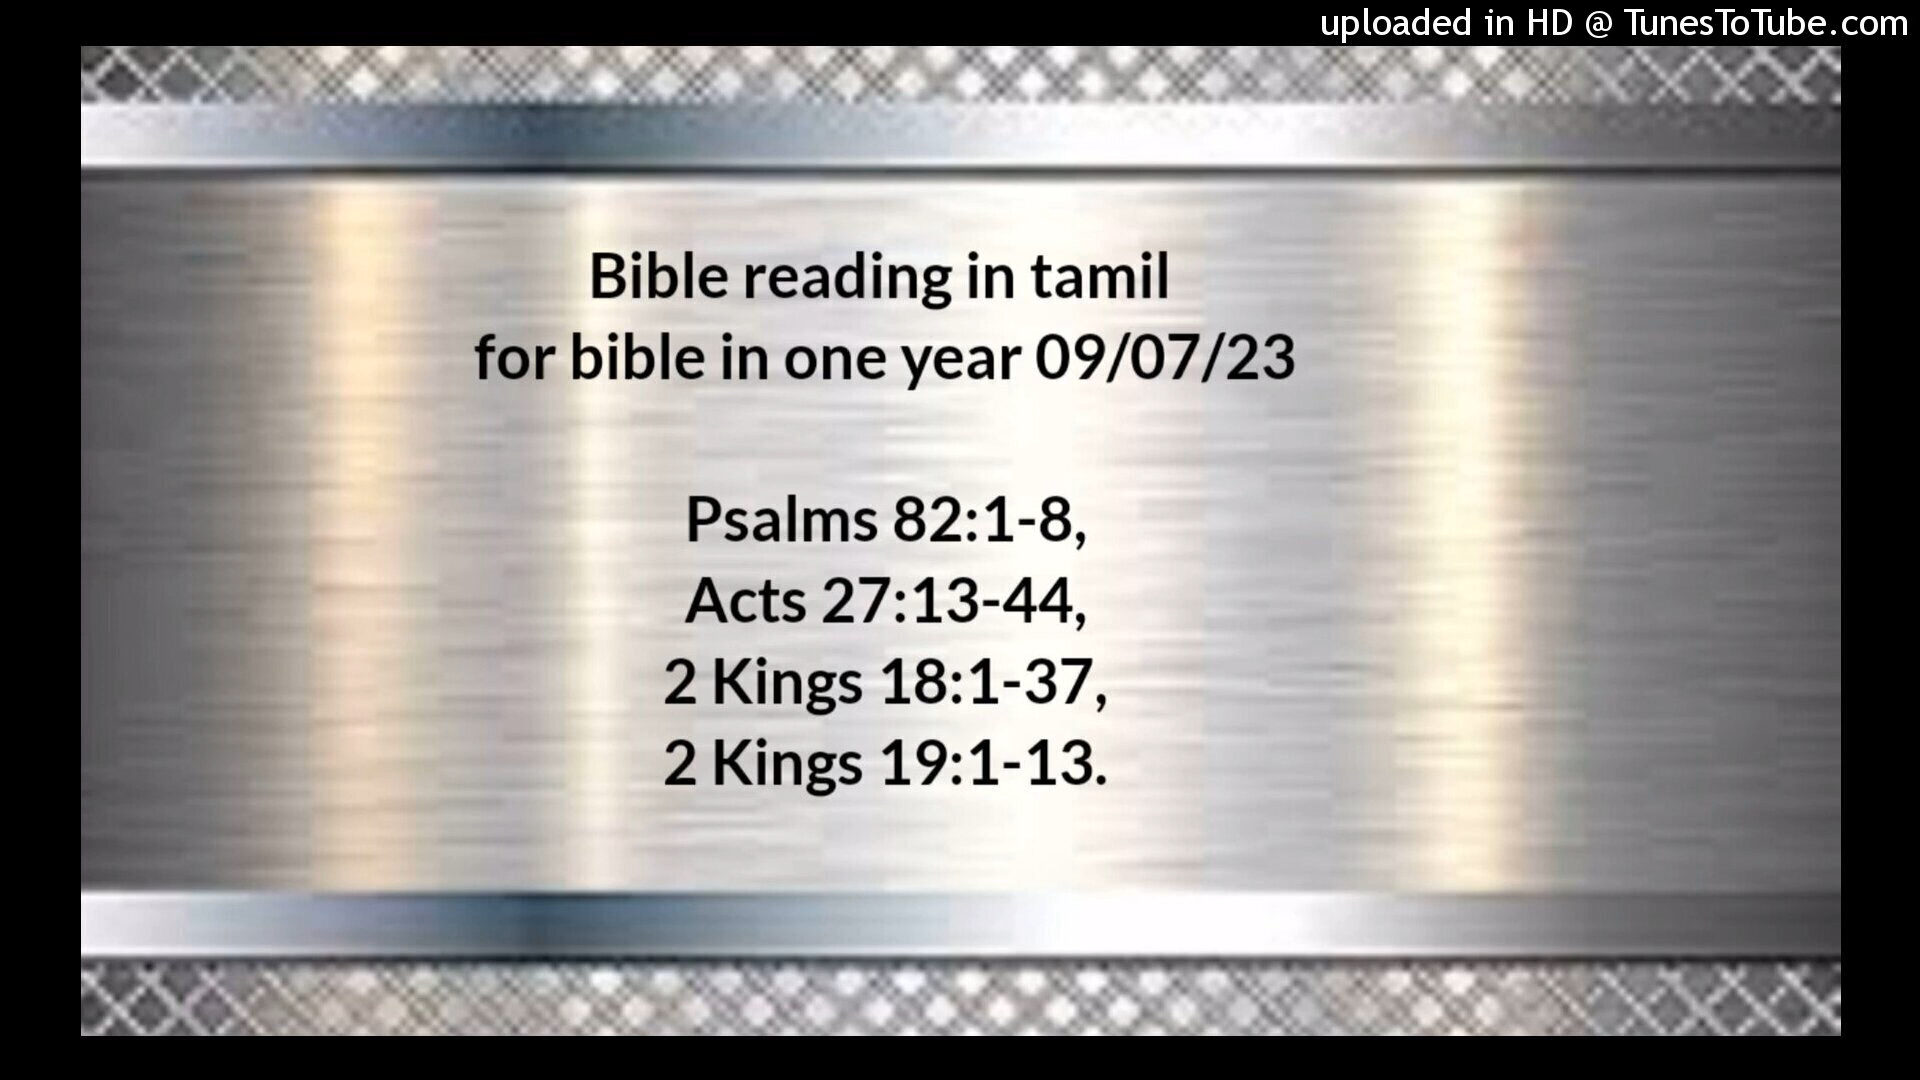 uploaded in HD @ TunesToTube.com
Bible reading in tamil
for bible in one year 09/07/23
Psalms 82:1-8,
Acts 27:13-44,
2 Kings 18:1-37,
2 Kings 19:1-13.